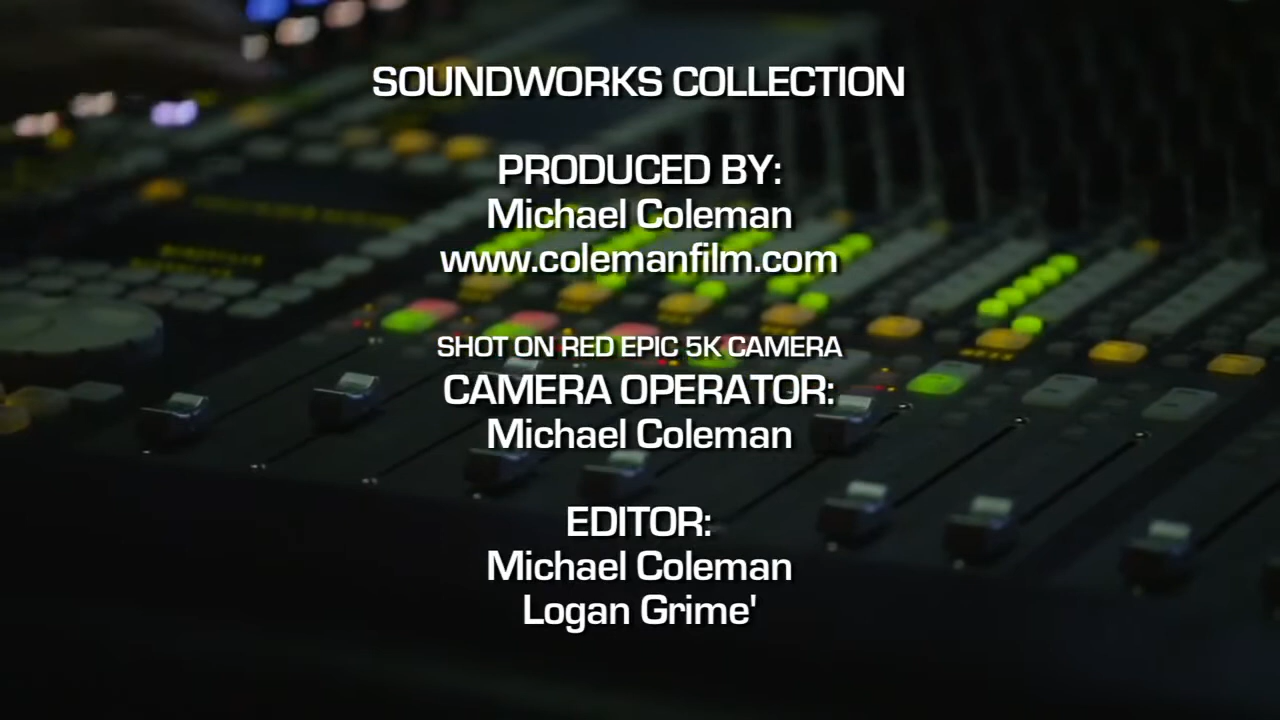 SOUNDWORKS COLLECTION
PRODUCED BY:
Michael Coleman
www.colemanfilm.com
SHOT ON RED EPIC 5K CAMERA
CAMERA OPERATOR:
Michael Coleman
EDITOR:
Michael Coleman
Logan Grime'